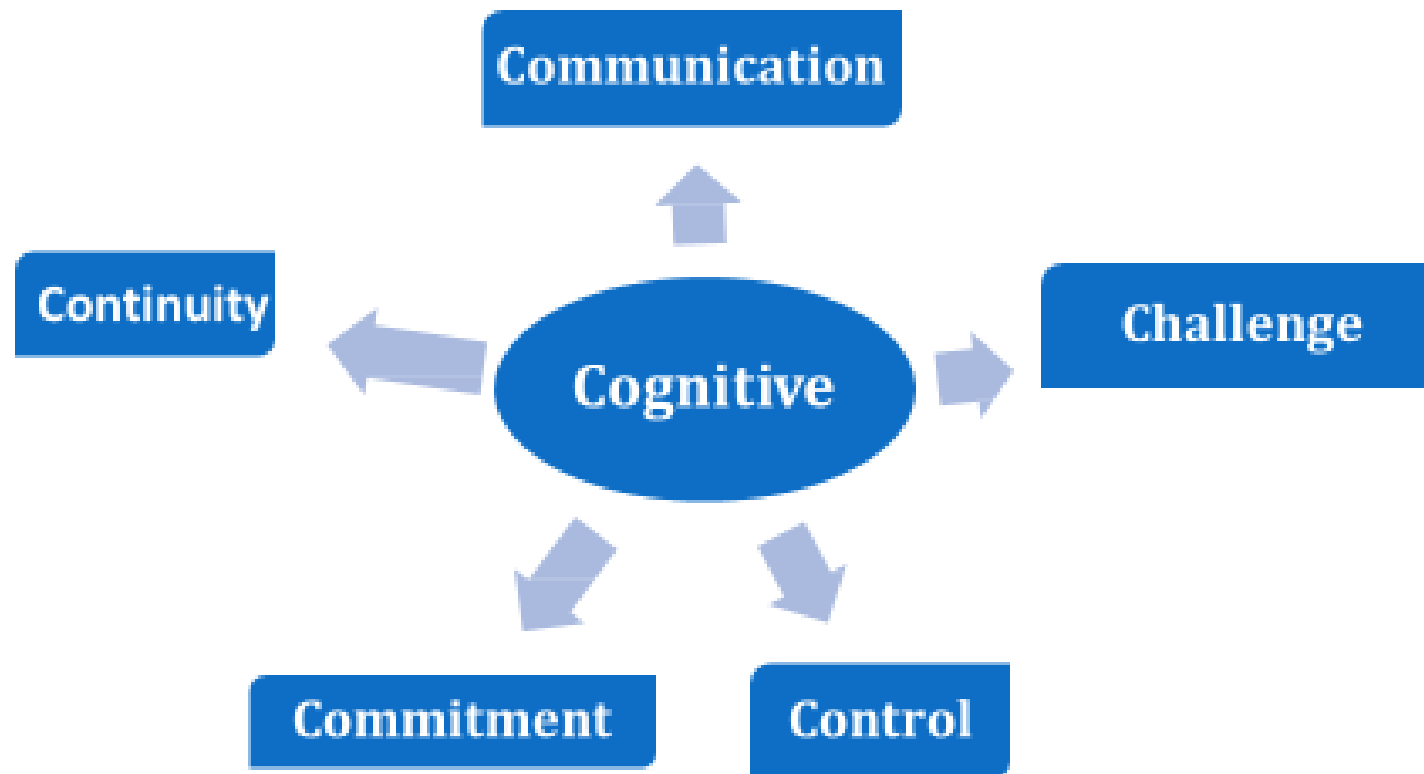 Communication
Continuity
Challenge
Cognitive
Commitment
Control